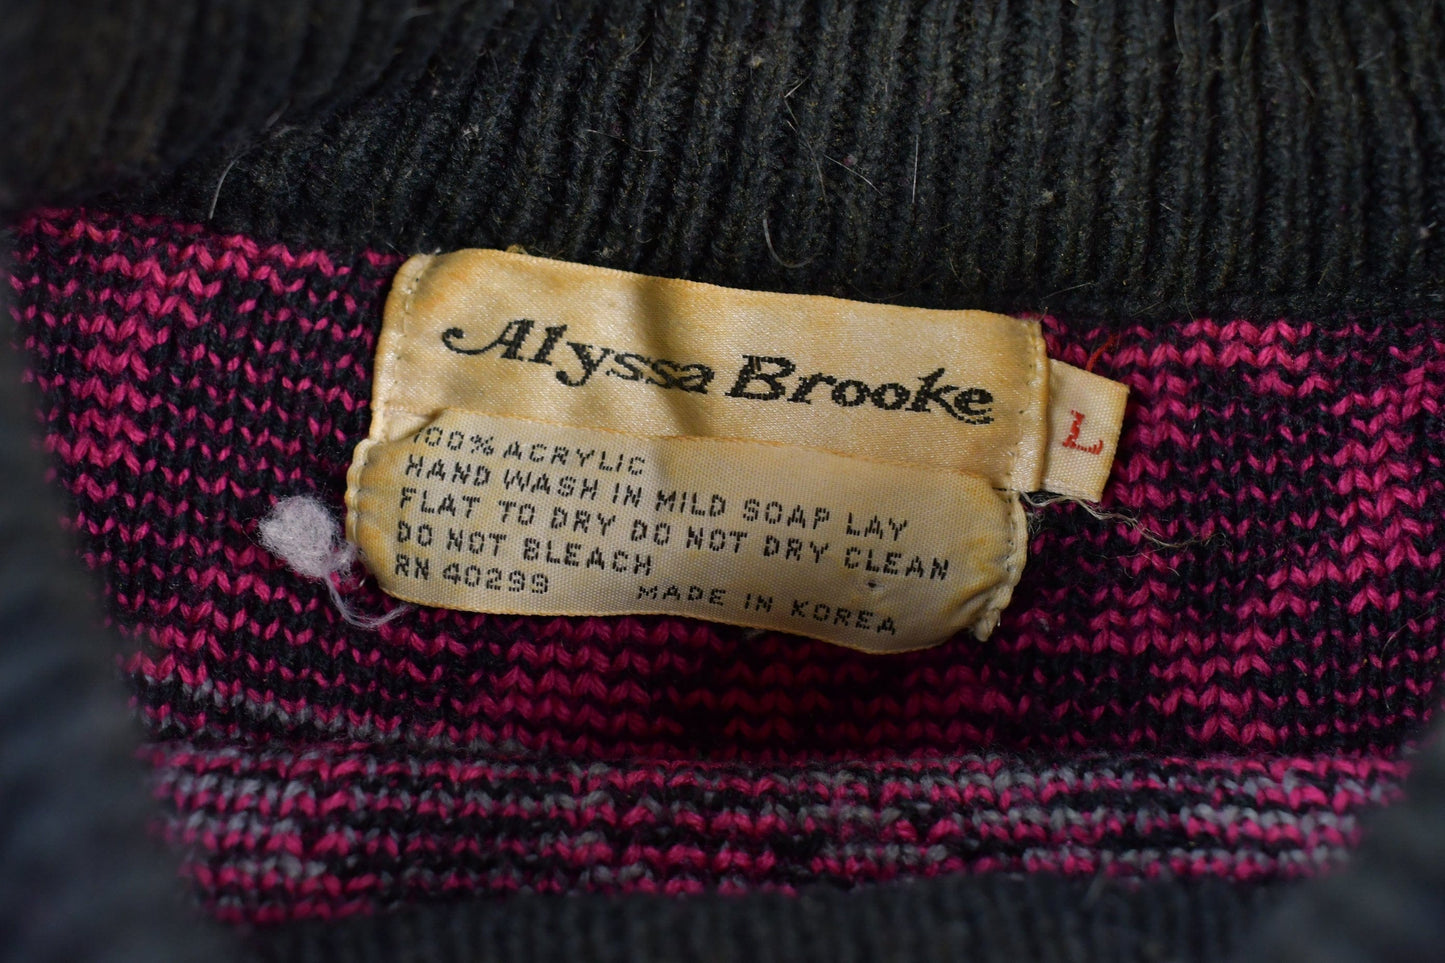 Alyssa Brooke
L
100% ACRYLIC
HAND WASH IN MILD SOAP LAY
FLAT TO DRY DO NOT DRY CLEAN
DO NOT BLEACH
RN 40299 MADE IN KOREA